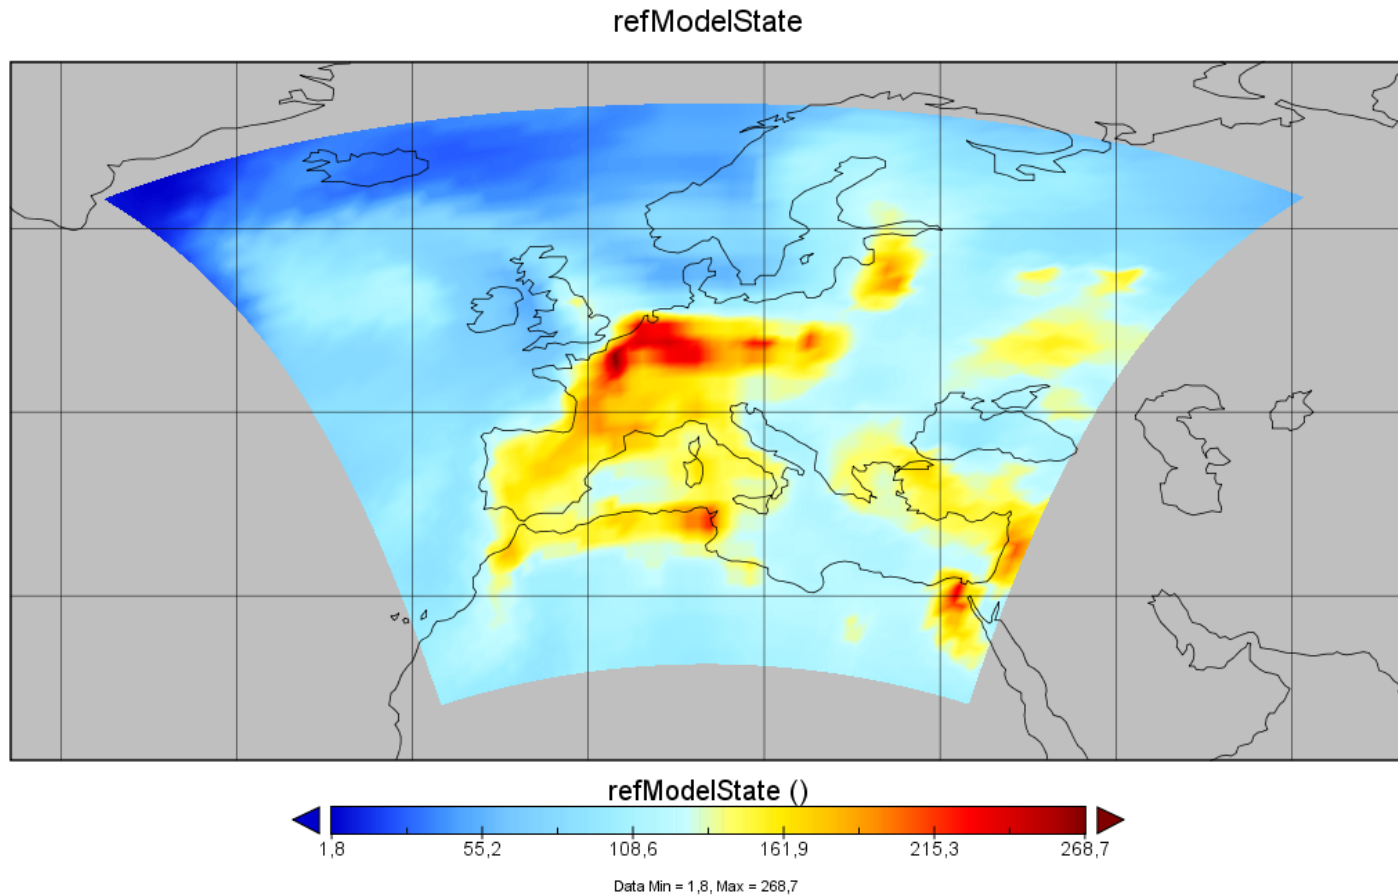 refModelState
refModelState ()
1,8 55,2 108,6 161,9 215,3 268,7
Data Min = 1,8, Max = 268,7